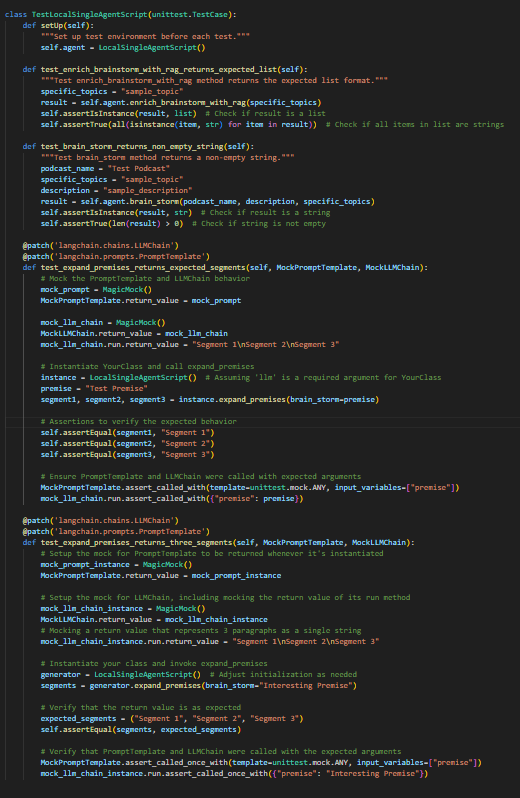 class TestLocalSingleAgentScript(unittest.TestCase):
    def setUp(self):
        """Set up test environment before each test."""
        self.agent = LocalSingleAgentScript()

    def test_enrich_brainstorm_with_rag_returns_expected_list(self):
        """Test enrich_brainstorm_with_rag method returns the expected list format."""
        specific_topics = "sample_topic"
        result = self.agent.enrich_brainstorm_with_rag(specific_topics)
        self.assertIsInstance(result, list)  # Check if result is a list
        self.assertTrue(all(isinstance(item, str) for item in result))  # Check if all items in list are strings

    def test_brain_storm_returns_non_empty_string(self):
        """Test brain_storm method returns a non-empty string."""
        podcast_name = "Test Podcast"
        specific_topics = "sample_topic"
        description = "sample_description"
        result = self.agent.brain_storm(podcast_name, description, specific_topics)
        self.assertIsInstance(result, str)  # Check if result is a string
        self.assertTrue(len(result) > 0)  # Check if string is not empty

    @patch('langchain.chains.LLMChain')
    @patch('langchain.prompts.PromptTemplate')
    def test_expand_premises_returns_expected_segments(self, MockPromptTemplate, MockLLMChain):
        # Mock the PromptTemplate and LLMChain behavior
        mock_prompt = MagicMock()
        MockPromptTemplate.return_value = mock_prompt

        mock_llm_chain = MagicMock()
        MockLLMChain.return_value = mock_llm_chain
        mock_llm_chain.run.return_value = "Segment 1\nSegment 2\nSegment 3"

        # Instantiate YourClass and call expand_premises
        instance = LocalSingleAgentScript()  # Assuming 'llm' is a required argument for YourClass
        premise = "Test Premise"
        segment1, segment2, segment3 = instance.expand_premises(brain_storm=premise)

        # Assertions to verify the expected behavior
        self.assertEqual(segment1, "Segment 1")
        self.assertEqual(segment2, "Segment 2")
        self.assertEqual(segment3, "Segment 3")

        # Ensure PromptTemplate and LLMChain were called with expected arguments
        MockPromptTemplate.assert_called_with(template=unittest.mock.ANY, input_variables=["premise"])
        mock_llm_chain.run.assert_called_with({"premise": premise})

    @patch('langchain.chains.LLMChain')
    @patch('langchain.prompts.PromptTemplate')
    def test_expand_premises_returns_three_segments(self, MockPromptTemplate, MockLLMChain):
        # Setup the mock for PromptTemplate to be returned whenever it's instantiated
        mock_prompt_instance = MagicMock()
        MockPromptTemplate.return_value = mock_prompt_instance

        # Setup the mock for LLMChain, including mocking the return value of its run method
        mock_llm_chain_instance = MagicMock()
        MockLLMChain.return_value = mock_llm_chain_instance
        # Mocking a return value that represents 3 paragraphs as a single string
        mock_llm_chain_instance.run.return_value = "Segment 1\nSegment 2\nSegment 3"

        # Instantiate your class and invoke expand_premises
        generator = LocalSingleAgentScript()  # Adjust initialization as needed
        segments = generator.expand_premises(brain_storm="Interesting Premise")

        # Verify that the return value is as expected
        expected_segments = ("Segment 1", "Segment 2", "Segment 3")
        self.assertEqual(segments, expected_segments)

        # Verify that PromptTemplate and LLMChain were called with the expected arguments
        MockPromptTemplate.assert_called_once_with(template=unittest.mock.ANY, input_variables=["premise"])
        mock_llm_chain_instance.run.assert_called_once_with({"premise": "Interesting Premise"})